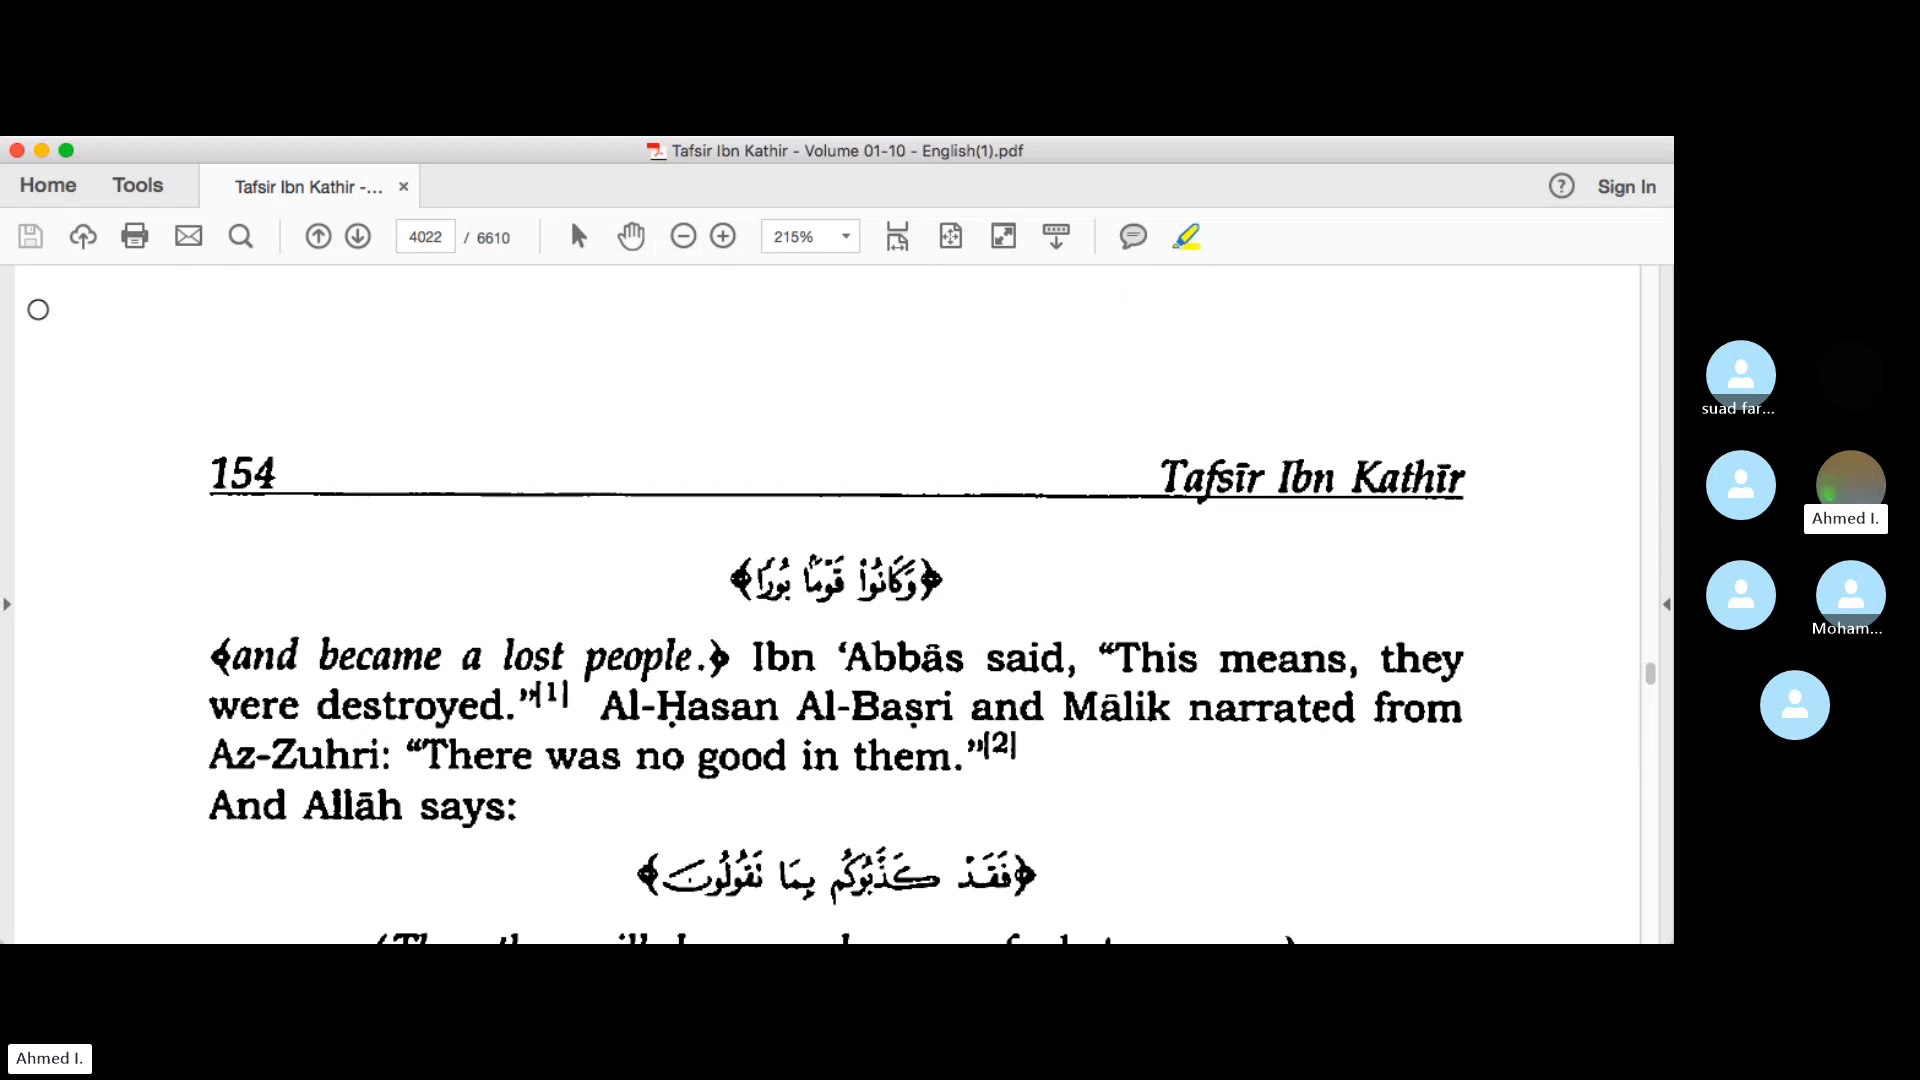 Tafsir Ibn Kathir - Volume 01-10 - English(1).pdf
Home Tools Tafsir Ibn Kathir -... × ? Sign In
4022 / 6610 215%
154 Tafsīr Ibn Kathīr
﴿وَكَانُوا۟ قَوْمًۢا بُورًا﴾
﴾and became a lost people.﴿ Ibn ‘Abbās said, “This means, they
were destroyed.”[1] Al-Ḥasan Al-Baṣri and Mālik narrated from
Az-Zuhri: “There was no good in them.”[2]
And Allāh says:
﴿فَقَدْ كَذَّبُوكُم بِمَا تَقُولُونَ﴾
suad far...
Ahmed I.
Moham...
Ahmed I.